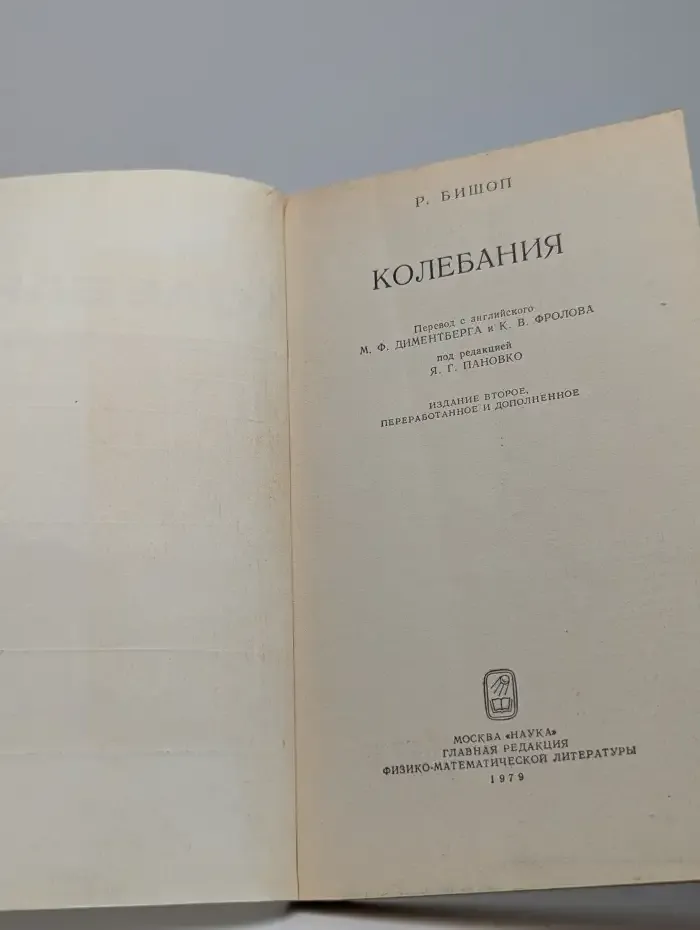 Р. БИШОП
КОЛЕБАНИЯ
Перевод с английского
М. Ф. ДИМЕНТБЕРГА и К. В. ФРОЛОВА
под редакцией
Я. Г. ПАНОВКО
ИЗДАНИЕ ВТОРОЕ,
ПЕРЕРАБОТАННОЕ И ДОПОЛНЕННОЕ
МОСКВА «НАУКА»
ГЛАВНАЯ РЕДАКЦИЯ
ФИЗИКО-МАТЕМАТИЧЕСКОЙ ЛИТЕРАТУРЫ
1979